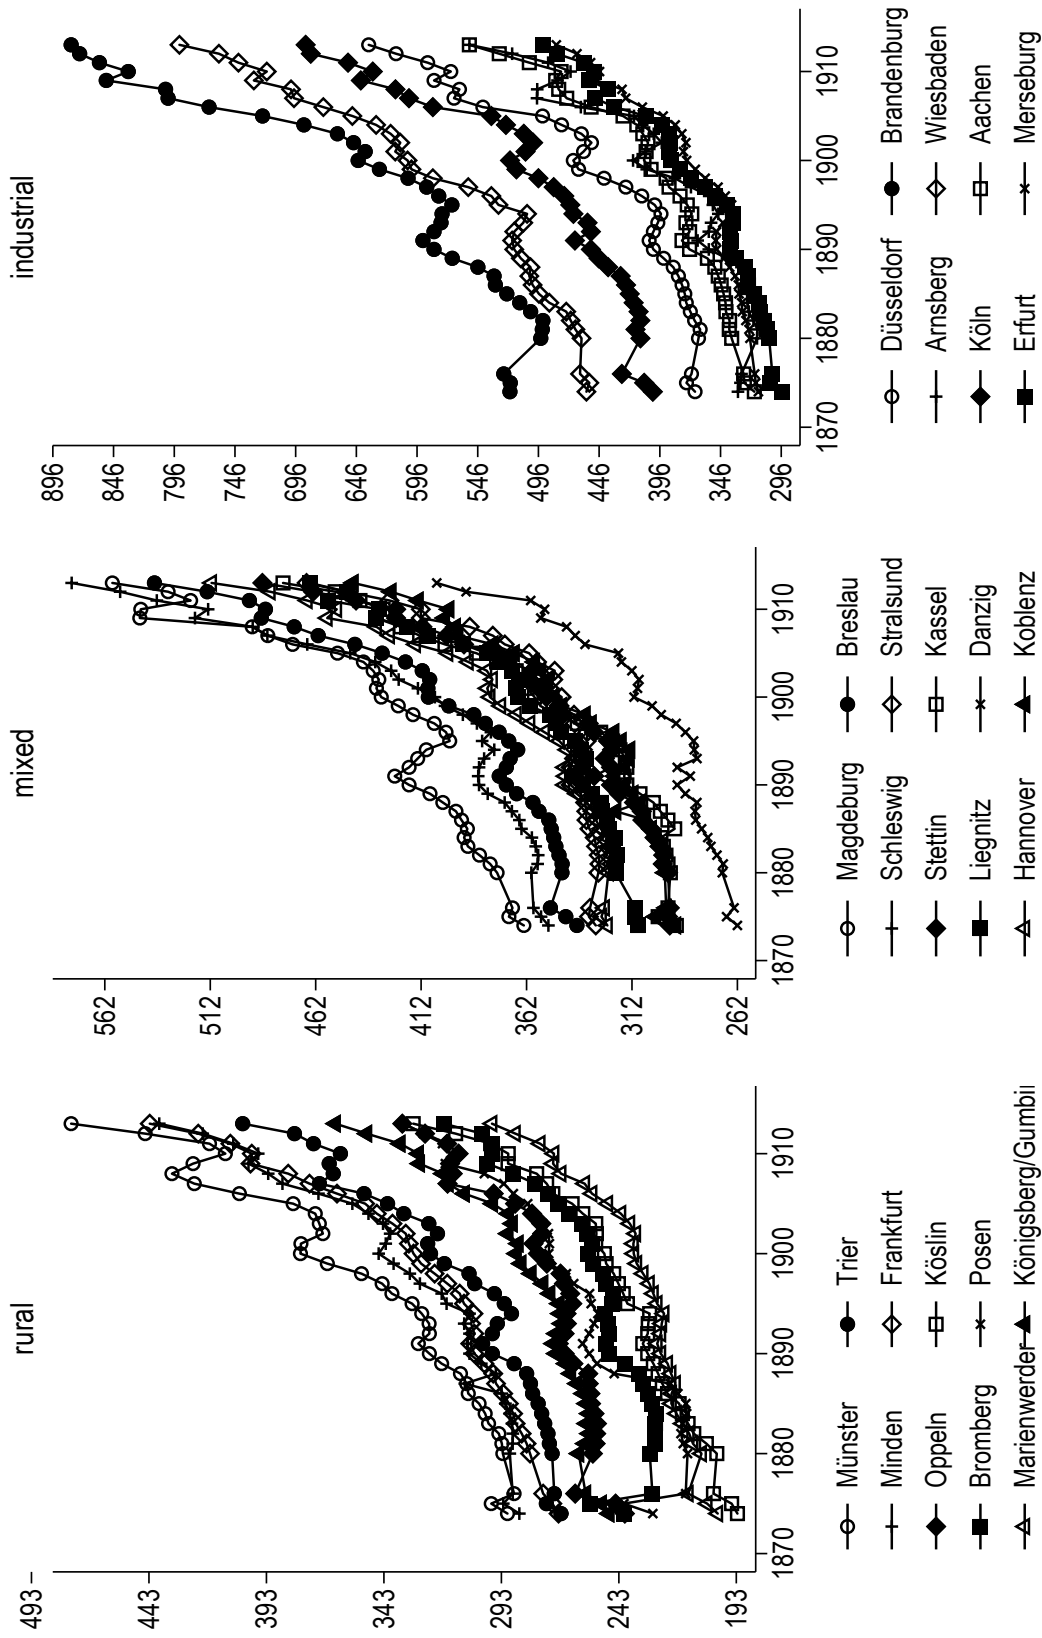 rural
493
443
393
343
293
243
193
1870
1880
1890
1900
1910
Münster
Trier
Minden
Frankfurt
Oppeln
Köslin
Bromberg
Posen
Marienwerder
Königsberg/Gumbi
mixed
562
512
462
412
362
312
262
1870
1880
1890
1900
1910
Magdeburg
Breslau
Schleswig
Stralsund
Stettin
Kassel
Liegnitz
Danzig
Hannover
Koblenz
industrial
896
846
796
746
696
646
596
546
496
446
396
346
296
1870
1880
1890
1900
1910
Düsseldorf
Brandenburg
Arnsberg
Wiesbaden
Köln
Aachen
Erfurt
Merseburg